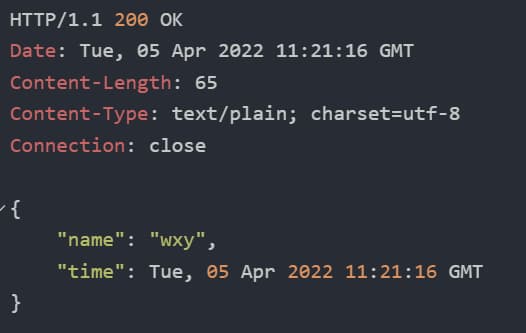 HTTP/1.1 200 OK
Date: Tue, 05 Apr 2022 11:21:16 GMT
Content-Length: 65
Content-Type: text/plain; charset=utf-8
Connection: close

{
    "name": "wxy",
    "time": Tue, 05 Apr 2022 11:21:16 GMT
}